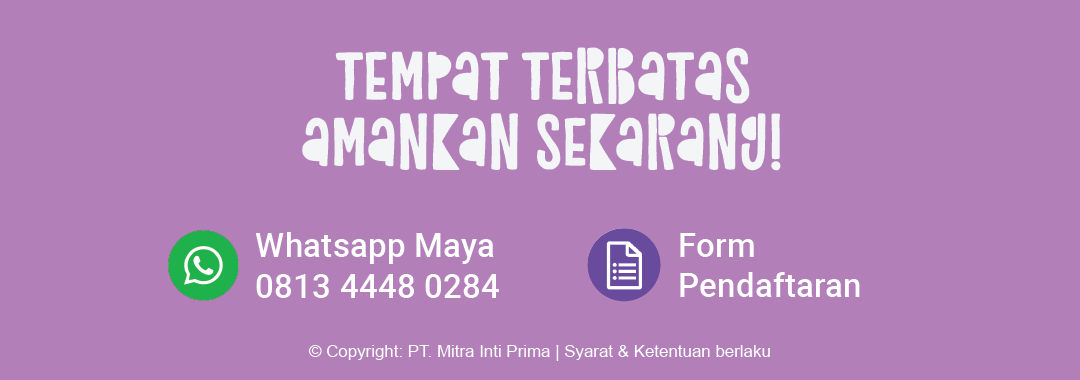 TEMPAT TERBATAS
AMANKAN SEKARANG!
Whatsapp Maya
0813 4448 0284
Form
Pendaftaran
© Copyright: PT. Mitra Inti Prima | Syarat & Ketentuan berlaku